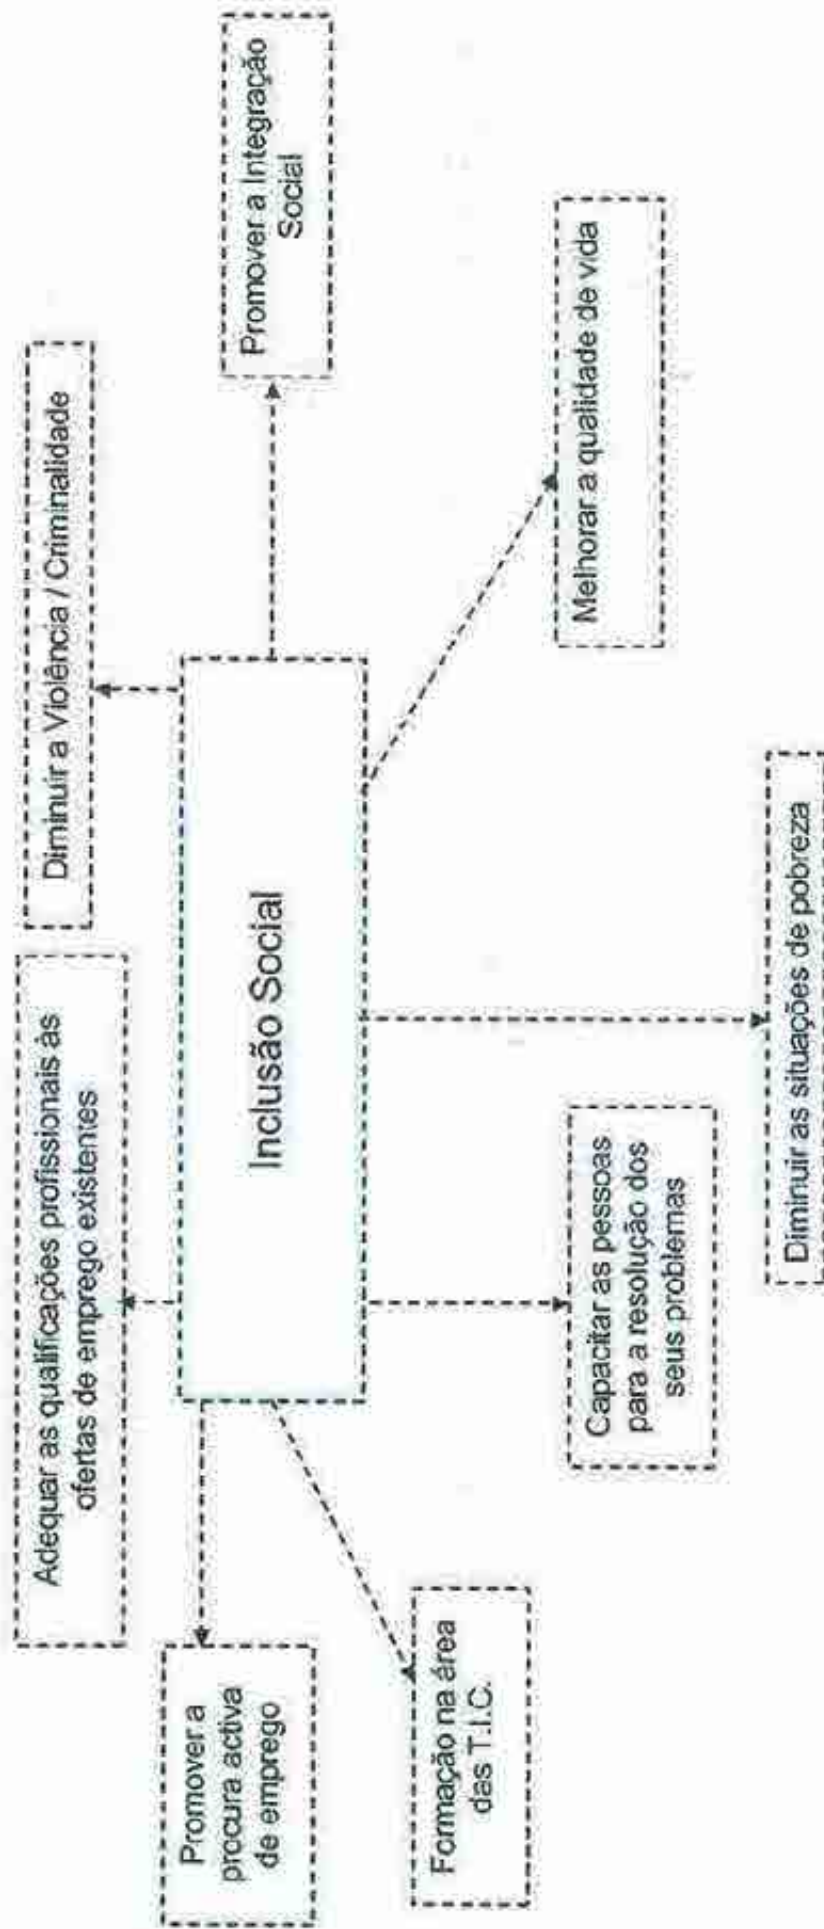 Adequar as qualificações profissionais às
ofertas de emprego existentes
Diminuir a Violência / Criminalidade
Promover a
procura activa
de emprego
Inclusão Social
Promover a Integração
Social
Formação na área
das T.I.C.
Capacitar as pessoas
para a resolução dos
seus problemas
Melhorar a qualidade de vida
Diminuir as situações de pobreza